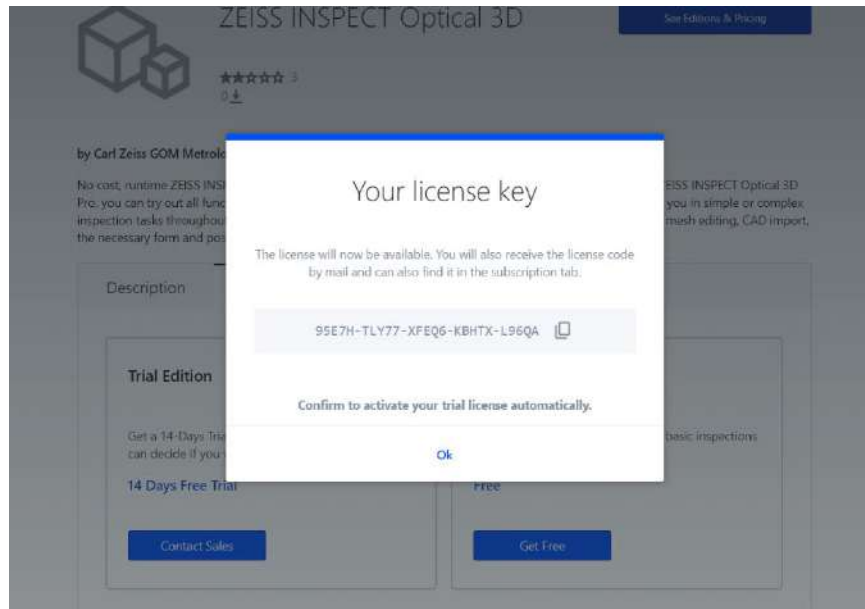 ZEISS INSPECT Optical 3D
See Editions & Pricing
3
0
by Carl Zeiss GOM Metrolo
No cost, runtime ZEISS INSP
EISS INSPECT Optical 3D
Pro, you can try out all func
you in simple or complex
inspection tasks throughou
mesh editing, CAD import,
the necessary form and pos
Your license key
The license will now be available. You will also receive the license code
by mail and can also find it in the subscription tab.
95E7H-TLY77-XFEQ6-KBHTX-L96QA
Confirm to activate your trial license automatically.
Ok
Description
Trial Edition
Get a 14-Days Tria
can decide if you
14 Days Free Trial
Contact Sales
basic inspections
Free
Get Free